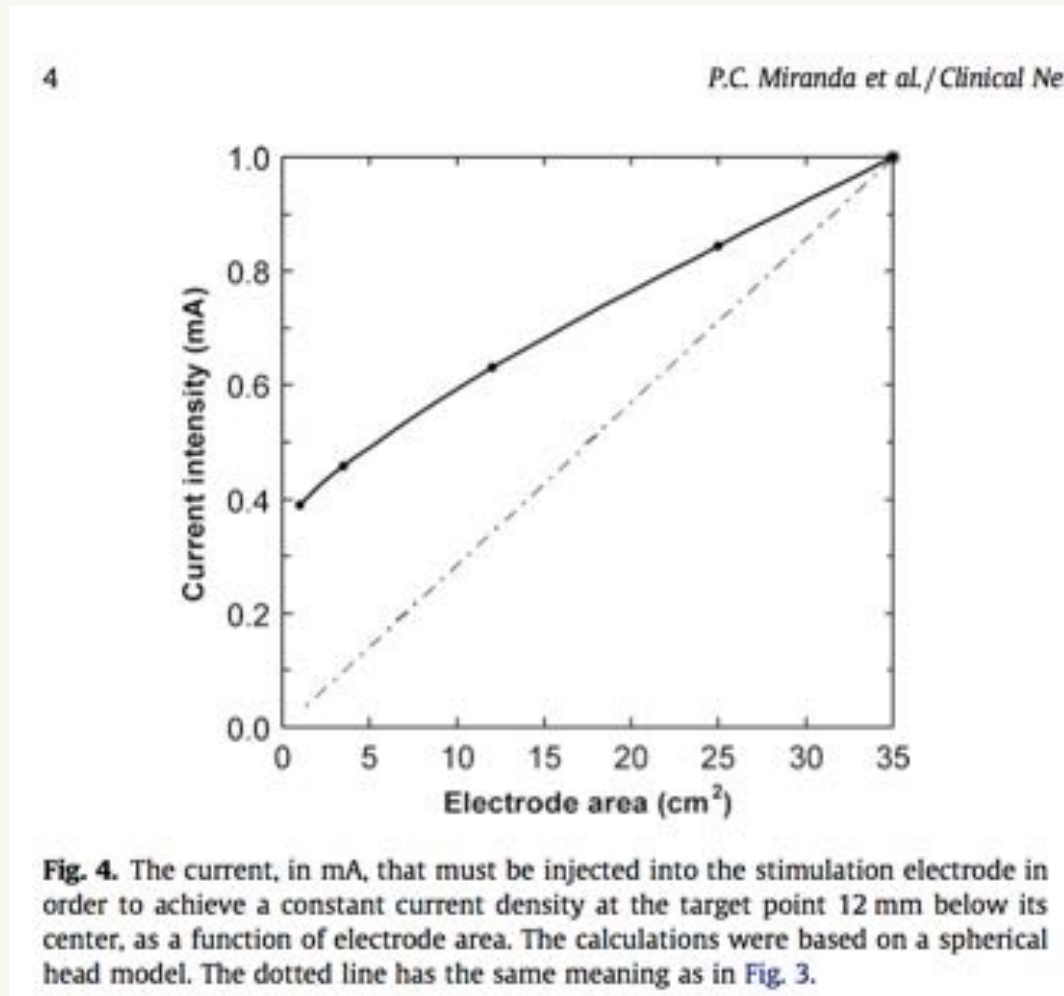 4
P.C. Miranda et al./Clinical Ne
1.0
0.8
0.6
0.4
0.2
0.0
Current intensity (mA)
0 5 10 15 20 25 30 35
Electrode area (cm²)
Fig. 4. The current, in mA, that must be injected into the stimulation electrode in
order to achieve a constant current density at the target point 12 mm below its
center, as a function of electrode area. The calculations were based on a spherical
head model. The dotted line has the same meaning as in Fig. 3.